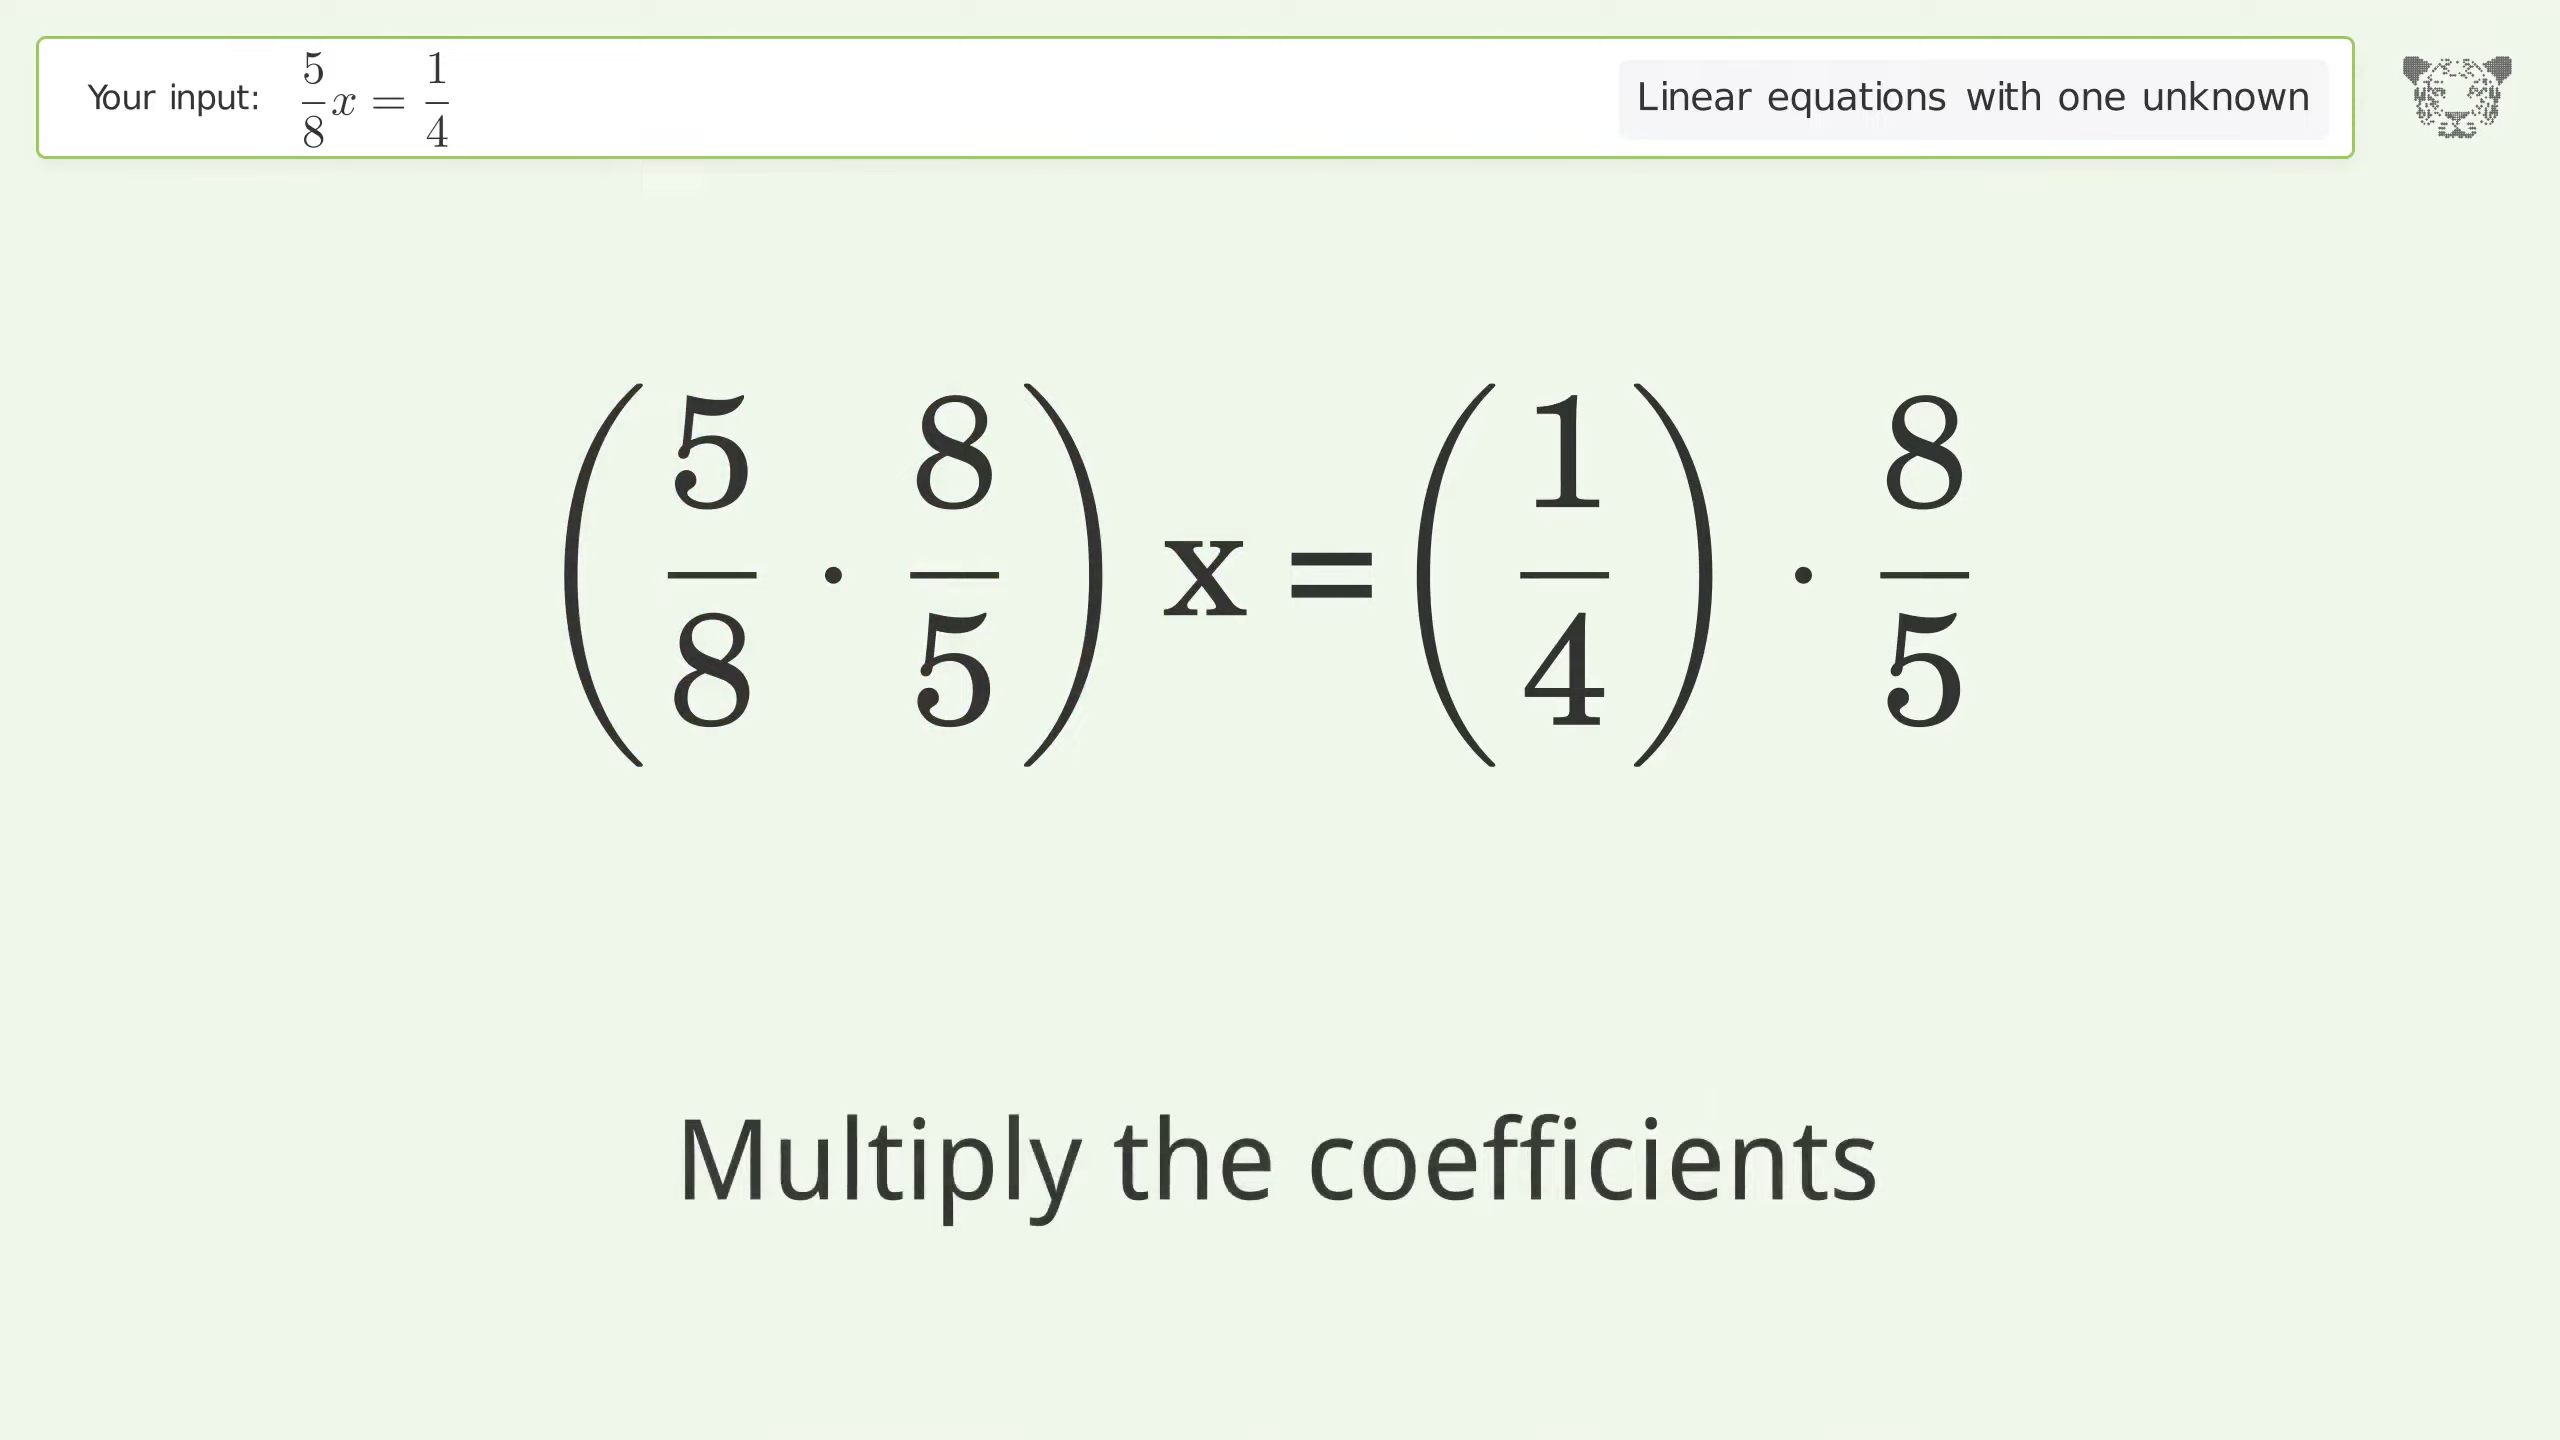 Your input: 5/8 x = 1/4
Linear equations with one unknown
(5/8 · 8/5) x = (1/4) · 8/5
Multiply the coefficients